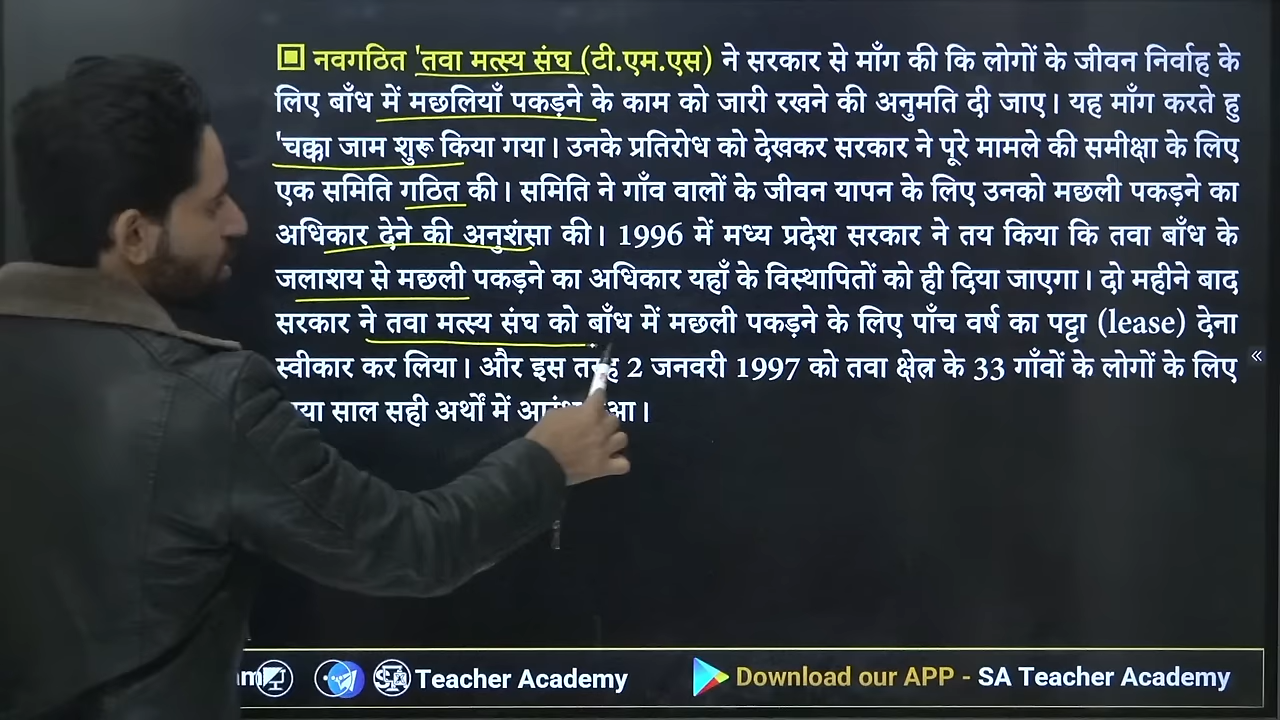 नवगठित 'तवा मत्स्य संघ (टी.एम.एस) ने सरकार से माँग की कि लोगों के जीवन निर्वाह के
लिए बाँध में मछलियाँ पकड़ने के काम को जारी रखने की अनुमति दी जाए। यह माँग करते हु
'चक्का जाम शुरू किया गया। उनके प्रतिरोध को देखकर सरकार ने पूरे मामले की समीक्षा के लिए
एक समिति गठित की। समिति ने गाँव वालों के जीवन यापन के लिए उनको मछली पकड़ने का
अधिकार देने की अनुशंसा की। 1996 में मध्य प्रदेश सरकार ने तय किया कि तवा बाँध के
जलाशय से मछली पकड़ने का अधिकार यहाँ के विस्थापितों को ही दिया जाएगा। दो महीने बाद
सरकार ने तवा मत्स्य संघ को बाँध में मछली पकड़ने के लिए पाँच वर्ष का पट्टा (lease) देना
स्वीकार कर लिया। और इस तरह 2 जनवरी 1997 को तवा क्षेत्र के 33 गाँवों के लोगों के लिए
साल सही अर्थों में
Teacher Academy
Download our APP - SA Teacher Academy